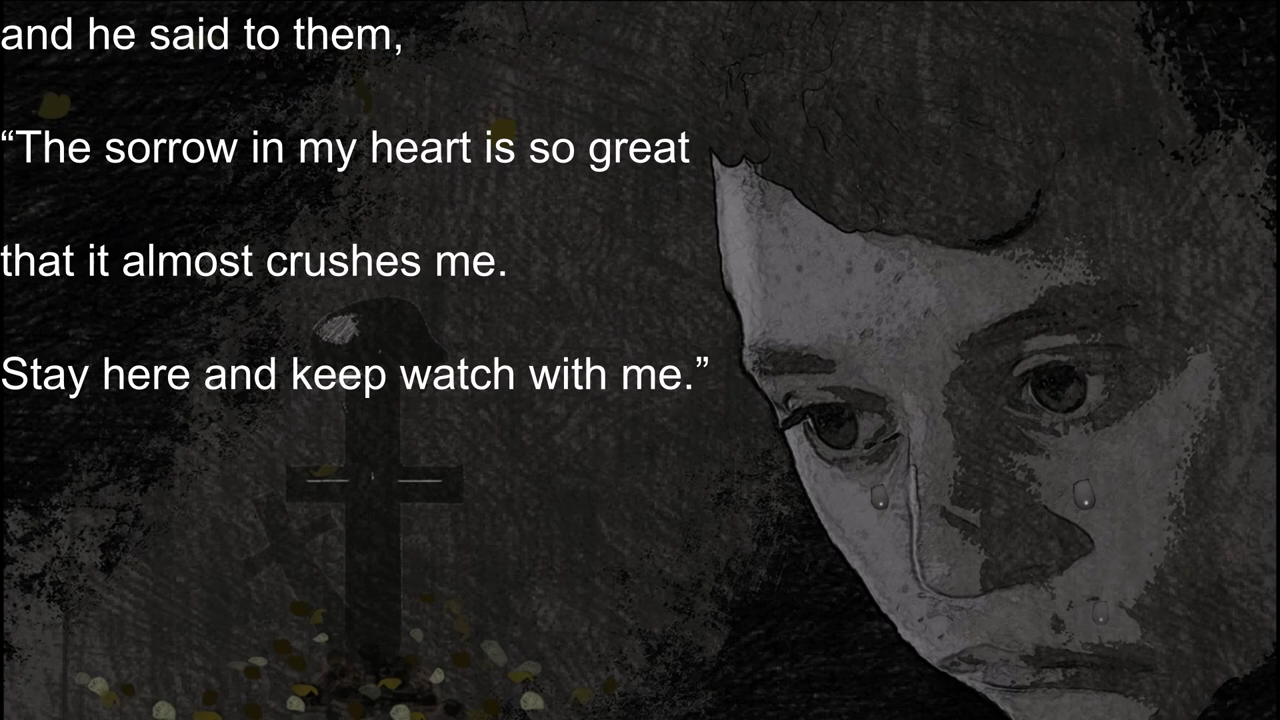 and he said to them,
“The sorrow in my heart is so great
that it almost crushes me.
Stay here and keep watch with me.”